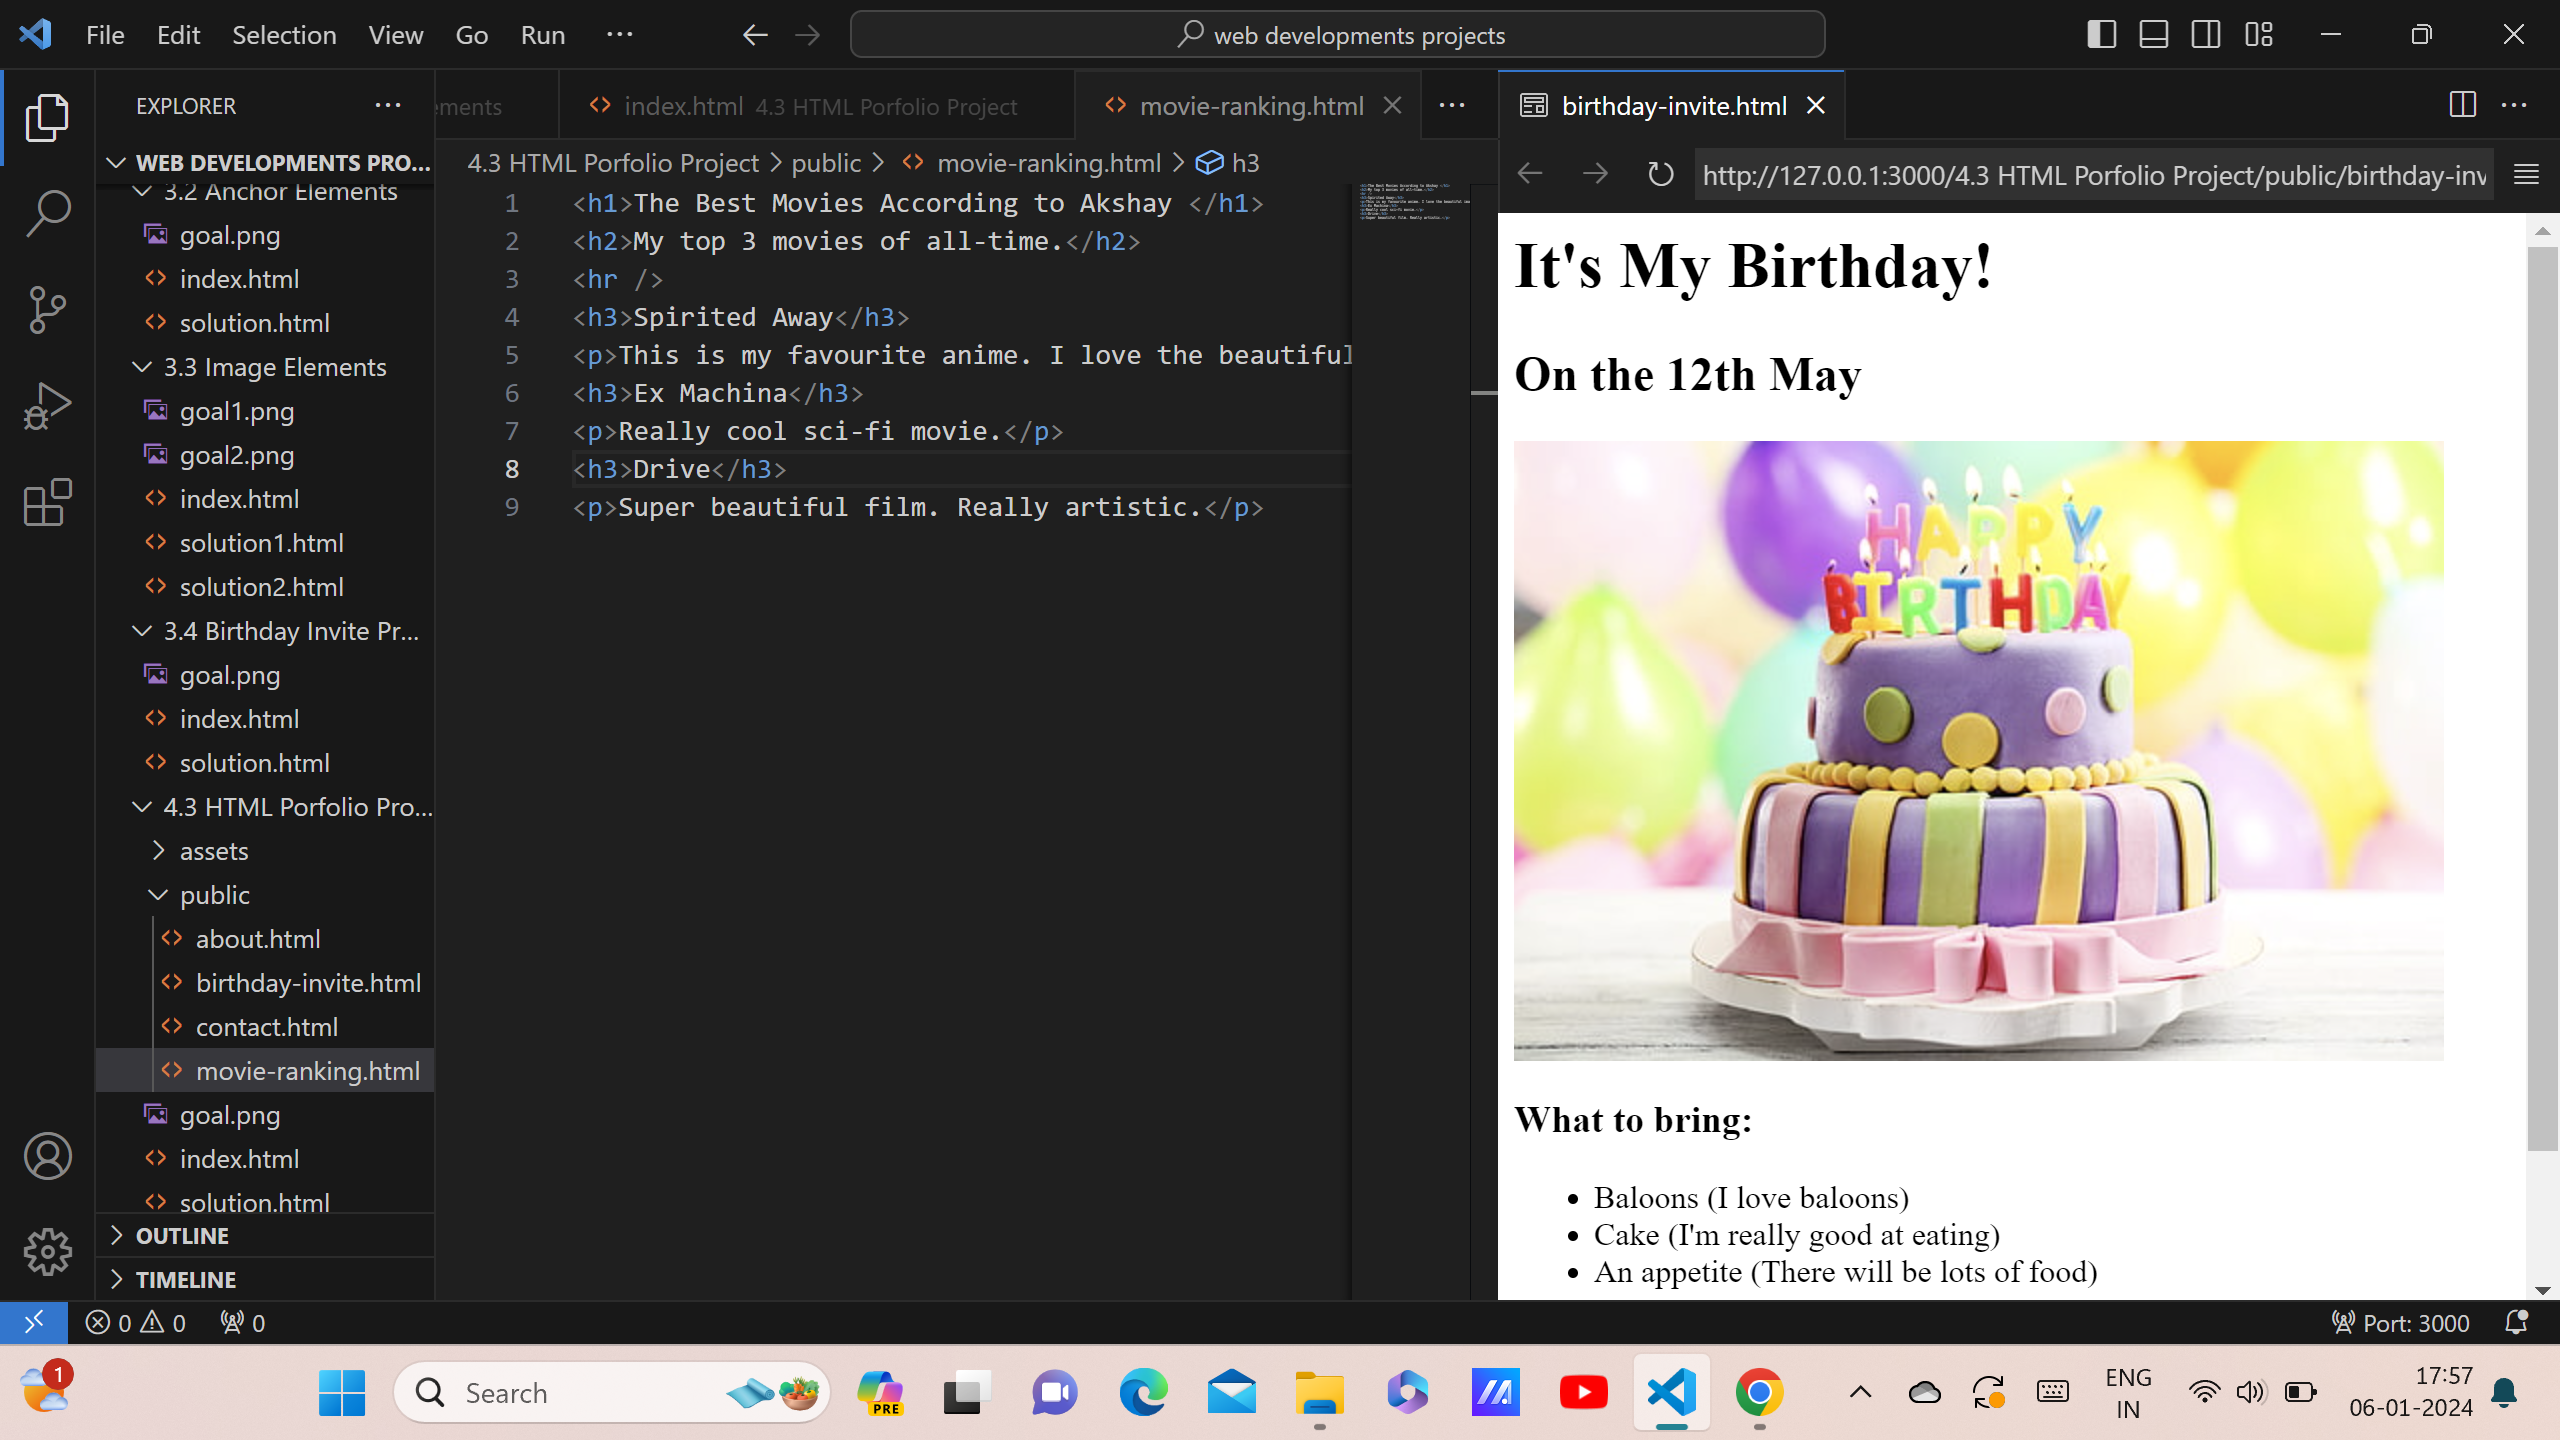 File Edit Selection View Go Run ...
web developments projects
EXPLORER
WEB DEVELOPMENTS PRO...
3.2 Anchor Elements
goal.png
index.html
solution.html
3.3 Image Elements
goal1.png
goal2.png
index.html
solution1.html
solution2.html
3.4 Birthday Invite Pr...
goal.png
index.html
solution.html
4.3 HTML Porfolio Pro...
assets
public
about.html
birthday-invite.html
contact.html
movie-ranking.html
goal.png
index.html
solution.html
OUTLINE
TIMELINE
ements index.html 4.3 HTML Porfolio Project movie-ranking.html
4.3 HTML Porfolio Project > public > movie-ranking.html > h3
1 <h1>The Best Movies According to Akshay </h1>
2 <h2>My top 3 movies of all-time.</h2>
3 <hr />
4 <h3>Spirited Away</h3>
5 <p>This is my favourite anime. I love the beautiful
6 <h3>Ex Machina</h3>
7 <p>Really cool sci-fi movie.</p>
8 <h3>Drive</h3>
9 <p>Super beautiful film. Really artistic.</p>
birthday-invite.html
http://127.0.0.1:3000/4.3 HTML Porfolio Project/public/birthday-inv
It's My Birthday!
On the 12th May
HAPPY
BIRTHDAY
What to bring:
• Baloons (I love baloons)
• Cake (I'm really good at eating)
• An appetite (There will be lots of food)
0 0 0
Port: 3000
1
Search
PRE
ENG
IN
17:57
06-01-2024